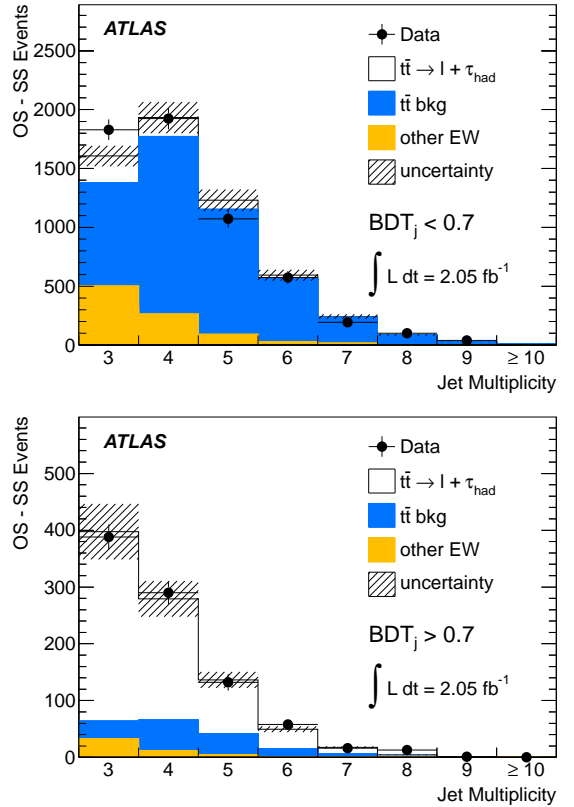 ATLAS
OS - SS Events
2500
2000
1500
1000
500
0
Data
tt̄ → l + τhad
tt̄ bkg
other EW
uncertainty
BDTj < 0.7
∫ L dt = 2.05 fb⁻¹
3 4 5 6 7 8 9 ≥ 10
Jet Multiplicity
ATLAS
OS - SS Events
500
400
300
200
100
0
Data
tt̄ → l + τhad
tt̄ bkg
other EW
uncertainty
BDTj > 0.7
∫ L dt = 2.05 fb⁻¹
3 4 5 6 7 8 9 ≥ 10
Jet Multiplicity